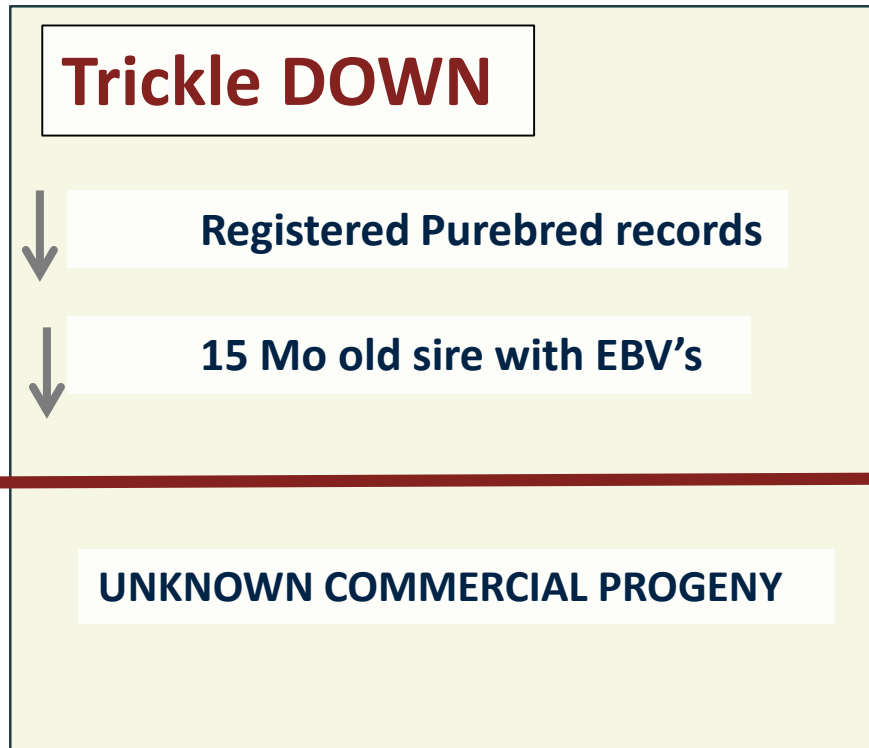 Trickle DOWN
Registered Purebred records
15 Mo old sire with EBV’s
UNKNOWN COMMERCIAL PROGENY